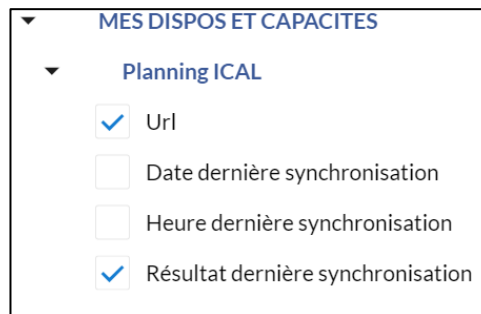 MES DISPOS ET CAPACITES
Planning ICAL
Url
Date dernière synchronisation
Heure dernière synchronisation
Résultat dernière synchronisation